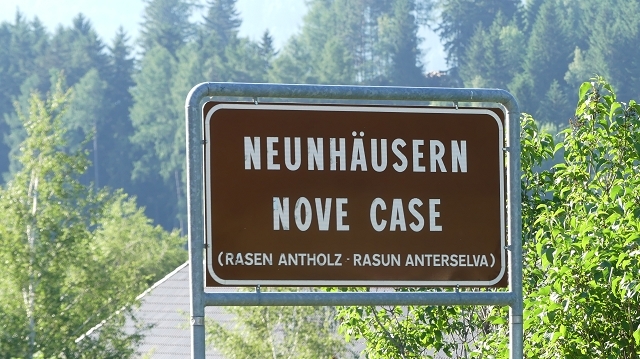 NEUNHÄUSERN
NOVE CASE
(RASEN ANTHOLZ - RASUN ANTERSELVA)